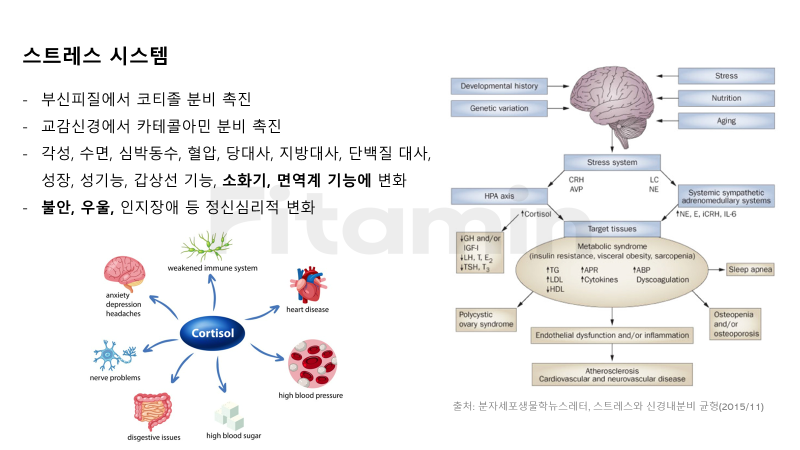 스트레스 시스템
- 부신피질에서 코티졸 분비 촉진
- 교감신경에서 카테콜아민 분비 촉진
- 각성, 수면, 심박동수, 혈압, 당대사, 지방대사, 단백질 대사,
성장, 성기능, 갑상선 기능, 소화기, 면역계 기능에 변화
- 불안, 우울, 인지장애 등 정신심리적 변화
weakened immune system
anxiety
depression
headaches
heart disease
Cortisol
nerve problems
high blood pressure
disgestive issues
high blood sugar
Developmental history
Genetic variation
Stress
Nutrition
Aging
Stress system
CRH
AVP
LC
NE
HPA axis
Systemic sympathetic
adrenomedullary systems
↑Cortisol
↑NE, E, iCRH, IL-6
Target tissues
↓GH and/or
IGF-I
↓LH, T, E2
↓TSH, T3
Metabolic syndrome
(insulin resistance, visceral obesity, sarcopenia)
↑TG ↑APR ↑ABP
↑LDL ↑Cytokines Dyscoagulation
↓HDL
Sleep apnea
Polycystic
ovary syndrome
Osteopenia
and/or
osteoporosis
Endothelial dysfunction and/or inflammation
Atherosclerosis
Cardiovascular and neurovascular disease
출처: 분자세포생물학뉴스레터, 스트레스와 신경내분비 균형(2015/11)